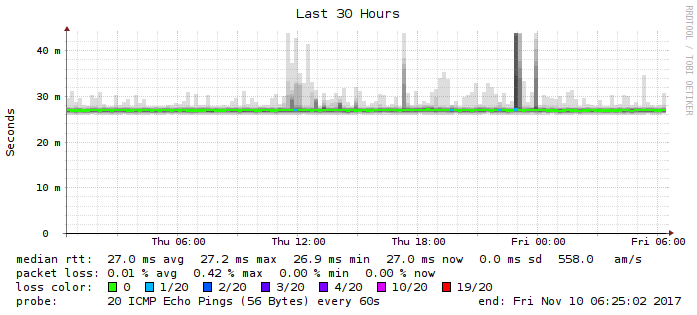 Last 30 Hours
RRDTOOL / TOBI OETIKER
Seconds
40 m
30 m
20 m
10 m
0
Thu 06:00 Thu 12:00 Thu 18:00 Fri 00:00 Fri 06:00
median rtt: 27.0 ms avg 27.2 ms max 26.9 ms min 27.0 ms now 0.0 ms sd 558.0 am/s
packet loss: 0.01 % avg 0.42 % max 0.00 % min 0.00 % now
loss color: 0 1/20 2/20 3/20 4/20 10/20 19/20
probe: 20 ICMP Echo Pings (56 Bytes) every 60s end: Fri Nov 10 06:25:02 2017